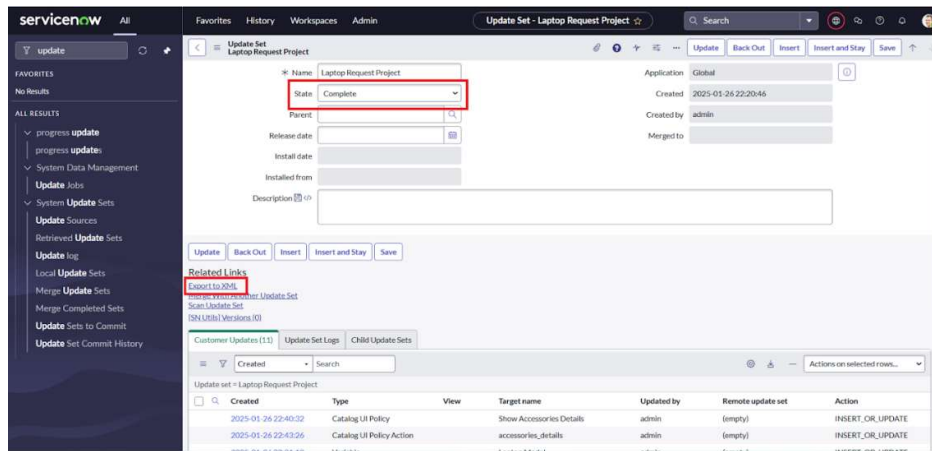 servicenow All Favorites History Workspaces Admin Update Set - Laptop Request Project Search
update
FAVORITES
No Results
ALL RESULTS
progress update
progress updates
System Data Management
Update Jobs
System Update Sets
Update Sources
Retrieved Update Sets
Update log
Local Update Sets
Merge Update Sets
Merge Completed Sets
Update Sets to Commit
Update Set Commit History
Update Set
Laptop Request Project
Update Back Out Insert Insert and Stay Save
Name Laptop Request Project Application Global
State Complete Created 2025-01-26 22:20:46
Parent Created by admin
Release date Merged to
Install date
Installed from
Description
Update Back Out Insert Insert and Stay Save
Related Links
Export to XML
Merge With Another Update Set
Scan Update Set
[SN Utils] Versions (0)
Customer Updates (11) Update Set Logs Child Update Sets
Created Search Actions on selected rows...
Update set = Laptop Request Project
Created Type View Target name Updated by Remote update set Action
2025-01-26 22:40:32 Catalog UI Policy Show Accessories Details admin (empty) INSERT_OR_UPDATE
2025-01-26 22:43:26 Catalog UI Policy Action accessories_details admin (empty) INSERT_OR_UPDATE